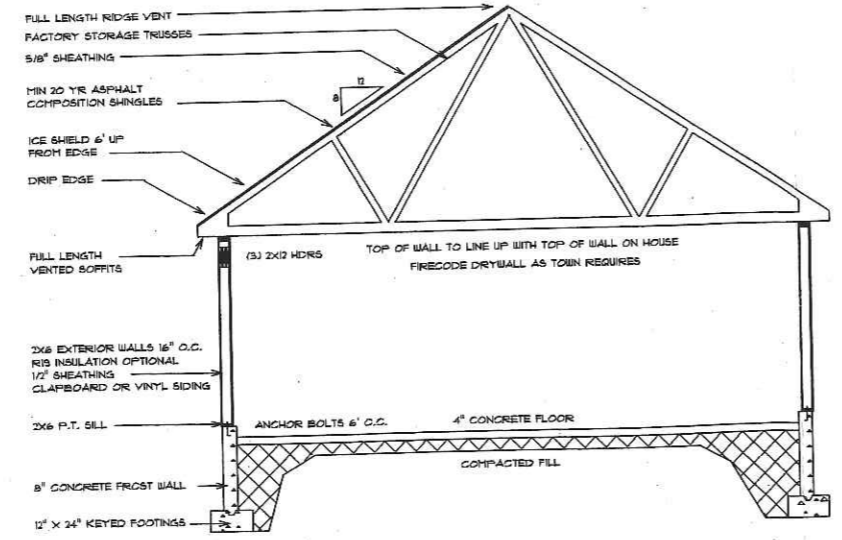 FULL LENGTH RIDGE VENT
FACTORY STORAGE TRUSSES
5/8" SHEATHING
12
8
MIN 20 YR ASPHALT
COMPOSITION SHINGLES
ICE SHIELD 6' UP
FROM EDGE
DRIP EDGE
FULL LENGTH
VENTED SOFFITS
(3) 2X12 HDRS
TOP OF WALL TO LINE UP WITH TOP OF WALL ON HOUSE
FIRECODE DRYWALL AS TOWN REQUIRES
2X6 EXTERIOR WALLS 16" O.C.
R19 INSULATION OPTIONAL
1/2" SHEATHING
CLAPBOARD OR VINYL SIDING
2X6 P.T. SILL
ANCHOR BOLTS 6' O.C.
4" CONCRETE FLOOR
COMPACTED FILL
8" CONCRETE FROST WALL
12" X 24" KEYED FOOTINGS